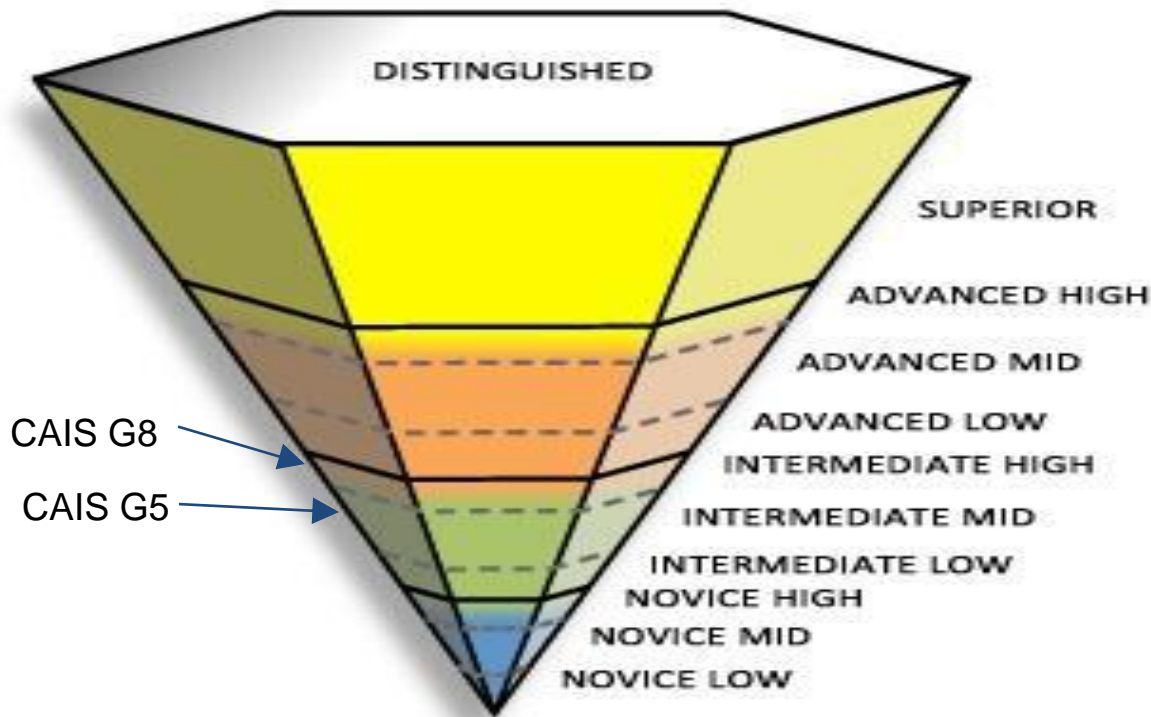 DISTINGUISHED
SUPERIOR
ADVANCED HIGH
ADVANCED MID
ADVANCED LOW
CAIS G8
INTERMEDIATE HIGH
CAIS G5
INTERMEDIATE MID
INTERMEDIATE LOW
NOVICE HIGH
NOVICE MID
NOVICE LOW